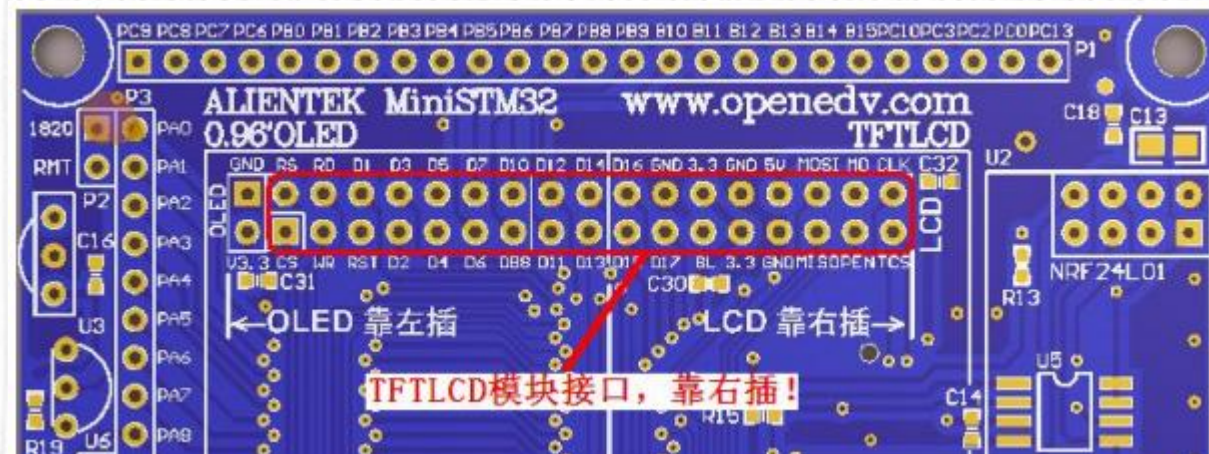 PC9 PC8 PC7 PC6 PB0 PB1 PB2 PB3 PB4 PB5 PB6 PB7 PB8 PB9 B10 B11 B12 B13 B14 B15 PC10 PC3 PC2 PC0 PC13
P1
P3
ALIENTEK MiniSTM32 www.openedv.com
C18 C13
1820 PA0 0.96'OLED TFTLCD
U2
RMT PA1 GND RS RD D1 D3 D5 D7 D10 D12 D14 D16 GND 3.3 GND 5V MOSI MO CLK C32
P2 PA2 OLED LCD
C16 PA3
V3.3 CS WR RST D2 D4 D6 DB8 D11 D13 D17 BL 3.3 GND MISO PEN TCS
NRF24L01
PA4 C31 C30 R13
U3 PA5 OLED 靠左插 LCD 靠右插
PA6 U5
TFTLCD模块接口，靠右插！
PA7 R15 C14
R19 U6 PA8